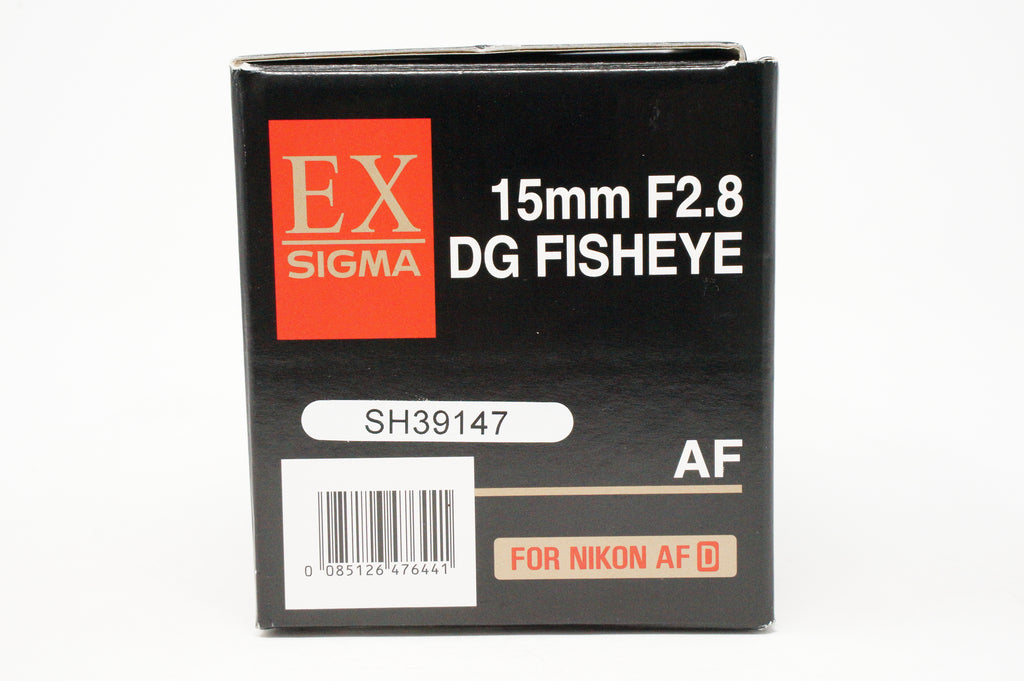 EX
SIGMA
15mm F2.8
DG FISHEYE
SH39147
AF
0 085126 476441
FOR NIKON AF D